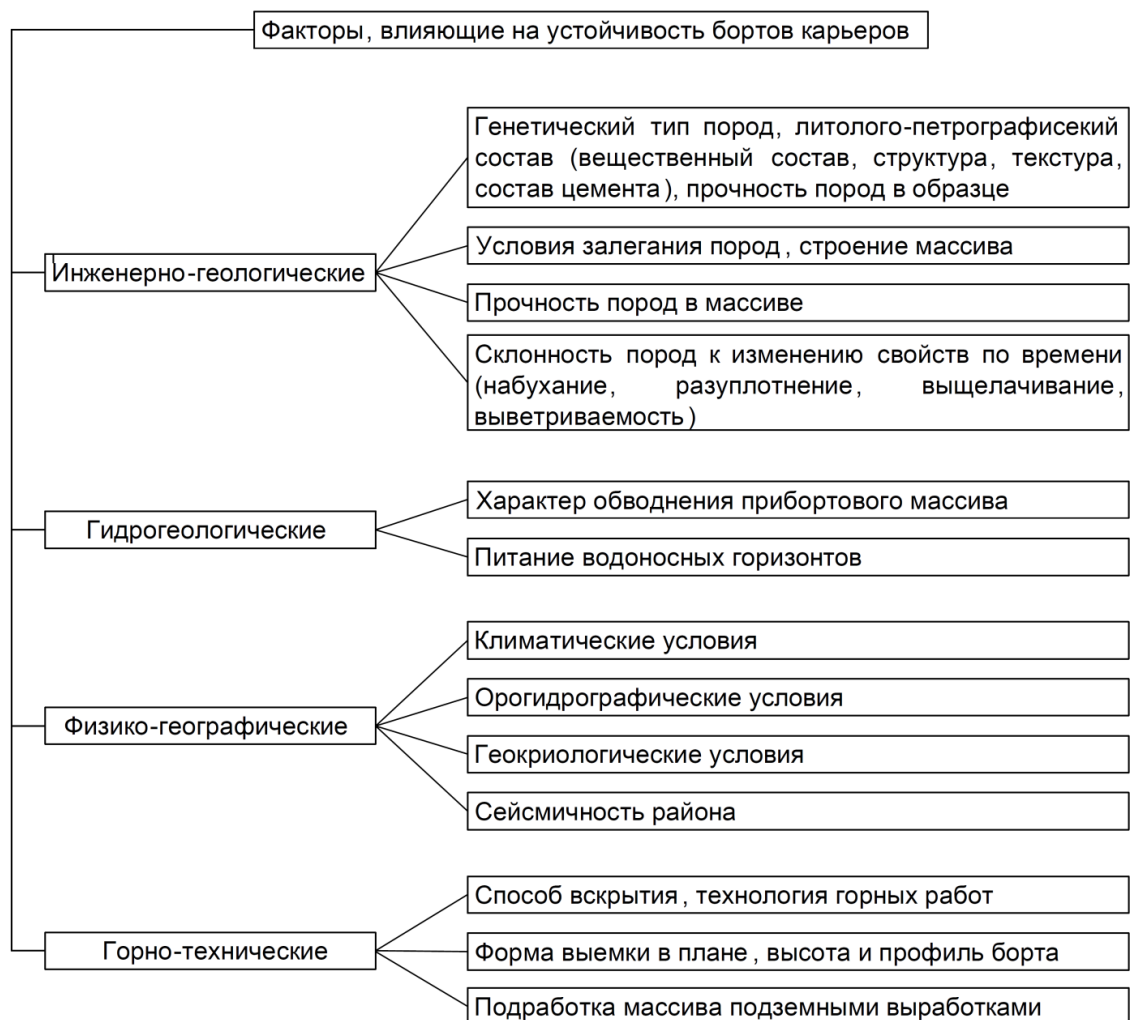 Факторы, влияющие на устойчивость бортов карьеров
Генетический тип пород, литолого-петрографисекий
состав (вещественный состав, структура, текстура,
состав цемента), прочность пород в образце
Условия залегания пород, строение массива
Инженерно-геологические
Прочность пород в массиве
Склонность пород к изменению свойств по времени
(набухание, разуплотнение, выщелачивание,
выветриваемость)
Характер обводнения прибортового массива
Гидрогеологические
Питание водоносных горизонтов
Климатические условия
Орогидрографические условия
Физико-географические
Геокриологические условия
Сейсмичность района
Способ вскрытия, технология горных работ
Горно-технические
Форма выемки в плане, высота и профиль борта
Подработка массива подземными выработками